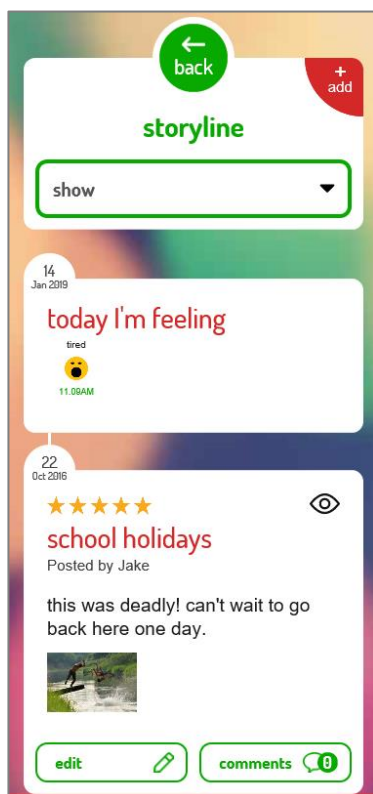 back
+
add
storyline
show
14
Jan 2019
today I'm feeling
tired
11.09AM
22
Oct 2016
school holidays
Posted by Jake
this was deadly! can't wait to go
back here one day.
edit
comments 0